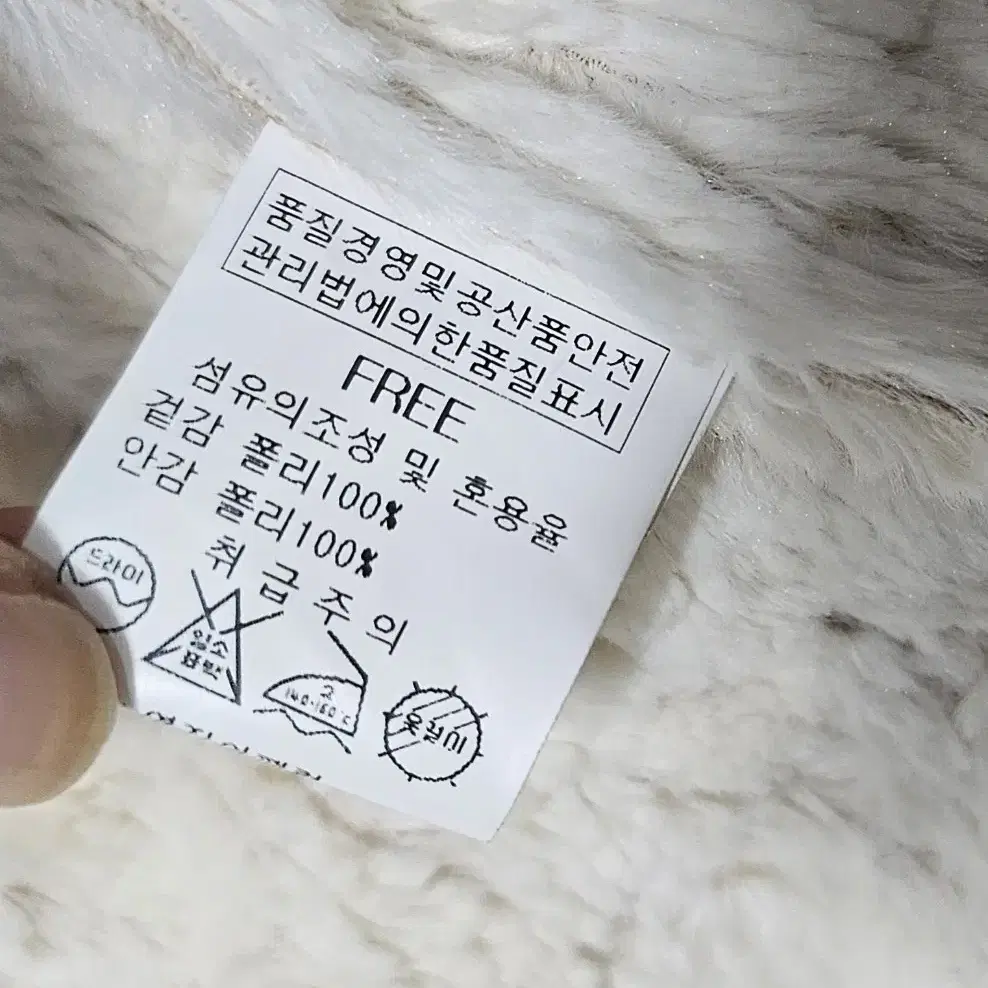 품질경영및공산품안전
관리법에의한품질표시
FREE
섬유의조성 및 혼용율
겉감 폴리100%
안감 폴리100%
취급주의
드라이
염소
표백
2
140-160℃
옷걸이